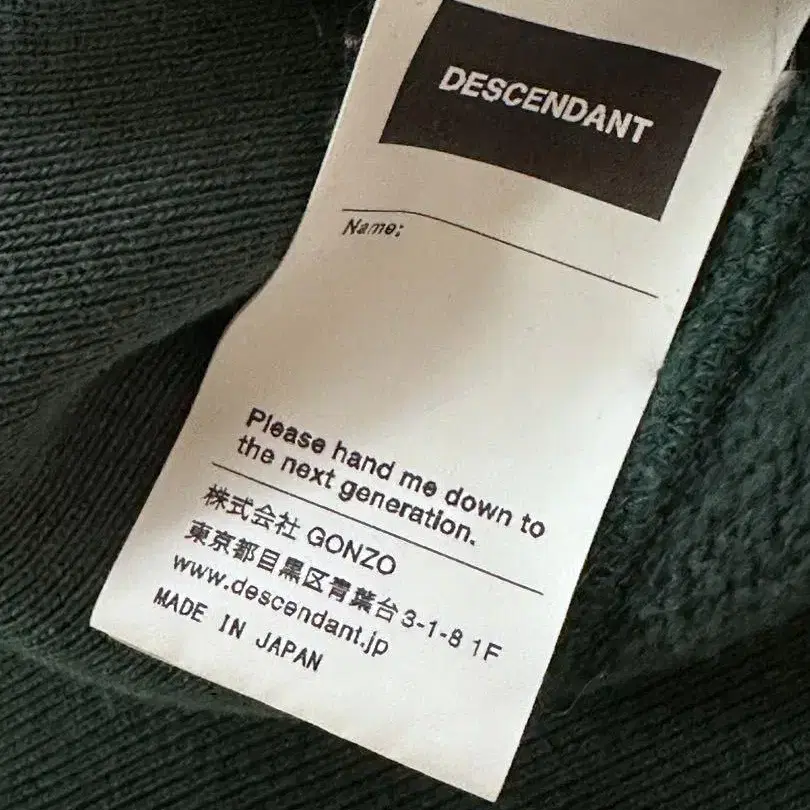 DESCENDANT
Name:
Please hand me down to
the next generation.
株式会社 GONZO
東京都目黒区青葉台 3-1-8 1F
www.descendant.jp
MADE IN JAPAN